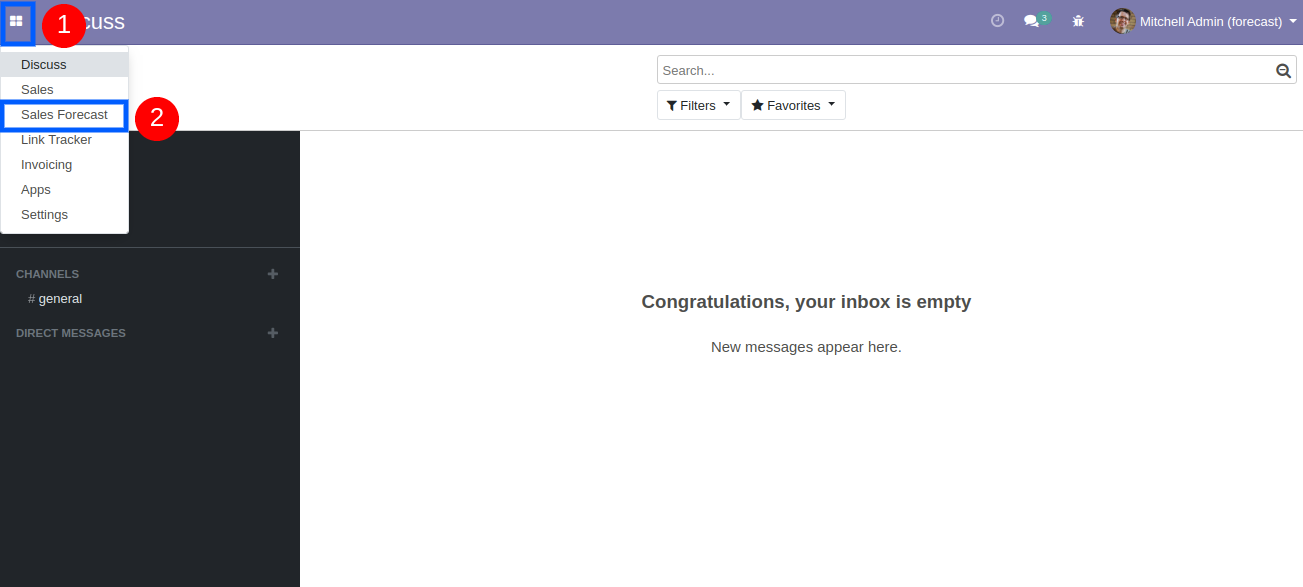 1
cuss
3
Mitchell Admin (forecast)
Discuss
Sales
Sales Forecast
2
Link Tracker
Invoicing
Apps
Settings
Search...
Filters
Favorites
CHANNELS
# general
DIRECT MESSAGES
Congratulations, your inbox is empty
New messages appear here.